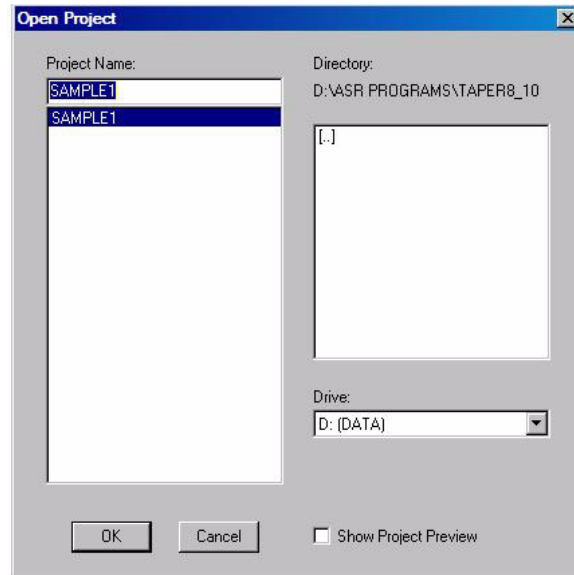 Open Project
Project Name:
SAMPLE1
SAMPLE1
Directory:
D:\ASR PROGRAMS\TAPER8_10
[..]
Drive:
D: (DATA)
OK
Cancel
Show Project Preview